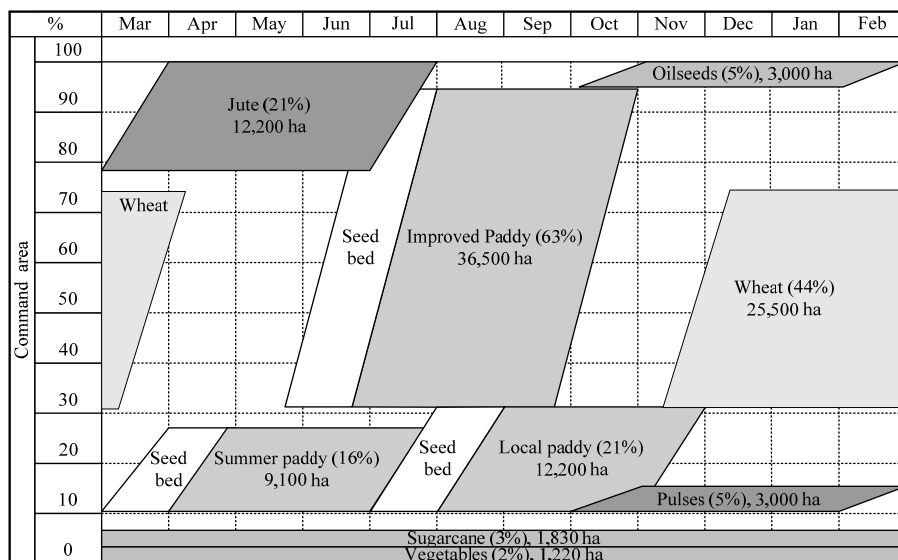 % Mar Apr May Jun Jul Aug Sep Oct Nov Dec Jan Feb
100
Oilseeds (5%), 3,000 ha
90
Jute (21%)
12,200 ha
80
70
Wheat
60
Seed
bed
Improved Paddy (63%)
36,500 ha
Command area
50
Wheat (44%)
25,500 ha
40
30
20
Seed
bed
Summer paddy (16%)
9,100 ha
Seed
bed
Local paddy (21%)
12,200 ha
10
Pulses (5%), 3,000 ha
Sugarcane (3%), 1,830 ha
0
Vegetables (2%), 1,220 ha